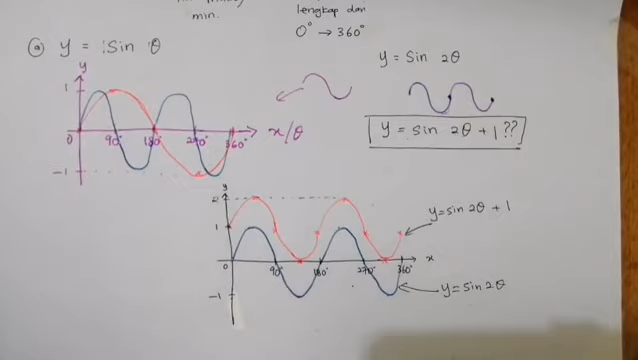 min.
lengkap dari
0° → 360°
ⓐ y = 1Sin 1θ
y = Sin 2θ
y = sin 2θ + 1 ??
y
1
0
90°
180°
270°
360°
x/θ
-1
y
2
1
0
90°
180°
270°
360°
x
-1
y = sin 2θ + 1
y = sin 2θ